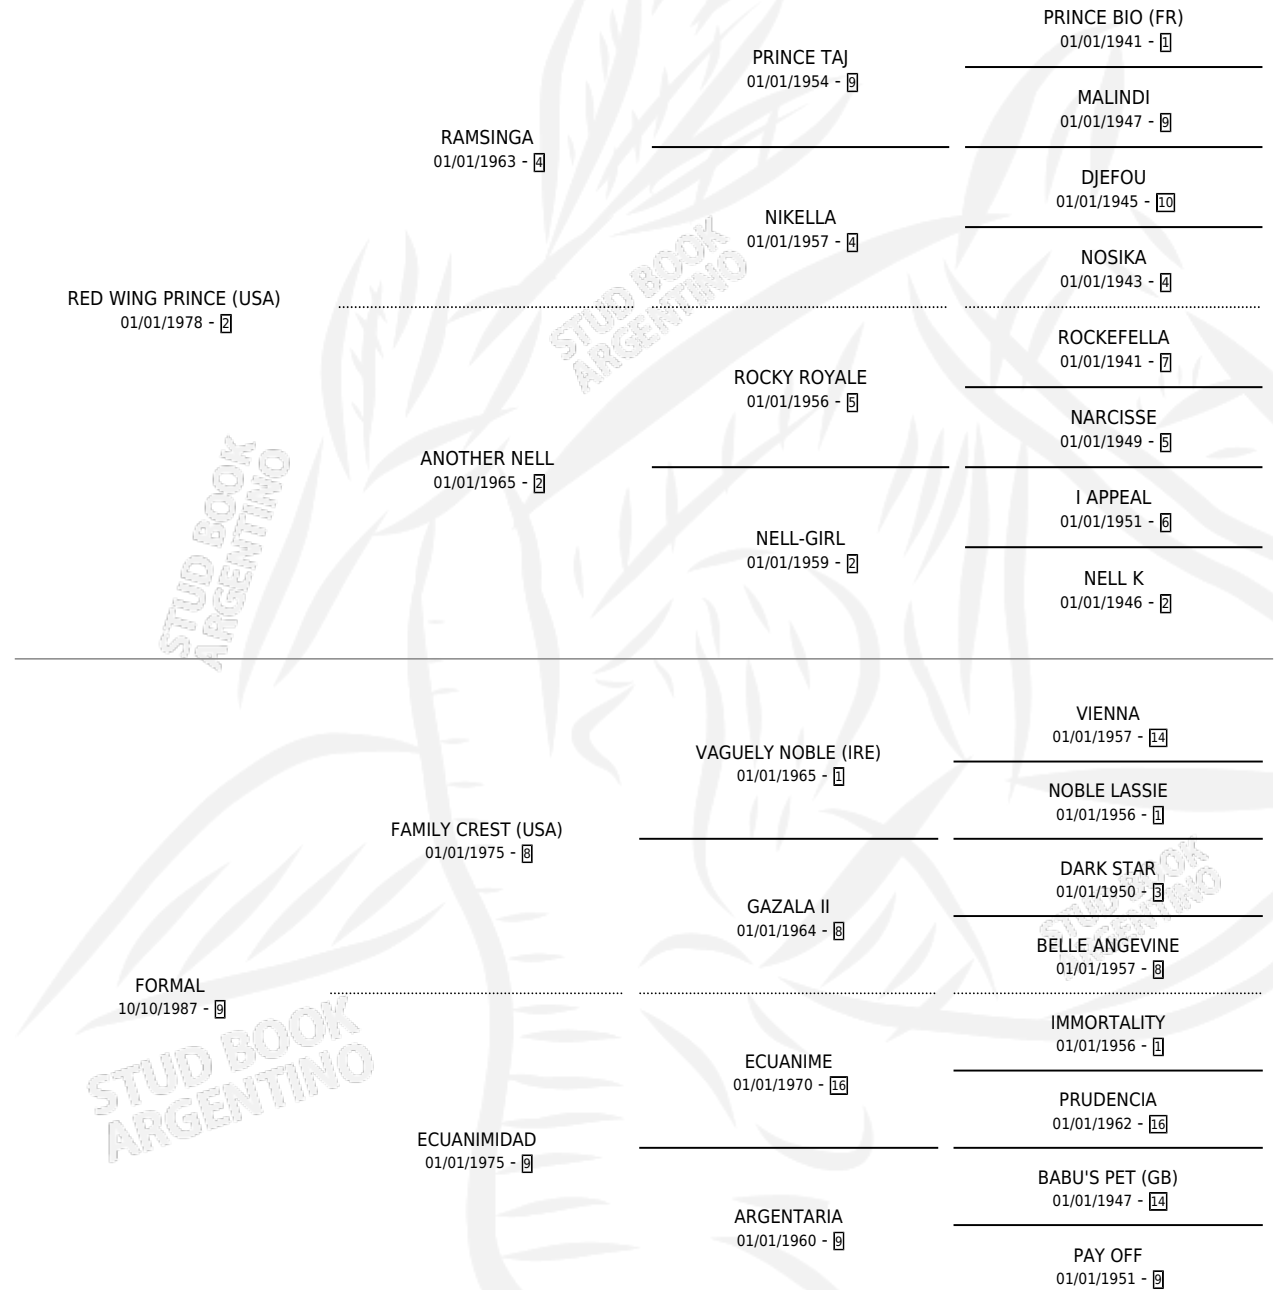 PRINCE BIO (FR)
01/01/1941 - 1
PRINCE TAJ
01/01/1954 - 9
MALINDI
01/01/1947 - 9
RAMSINGA
01/01/1963 - 4
DJEFOU
01/01/1945 - 10
NIKELLA
01/01/1957 - 4
NOSIKA
01/01/1943 - 4
RED WING PRINCE (USA)
01/01/1978 - 2
ROCKEFELLA
01/01/1941 - 7
ROCKY ROYALE
01/01/1956 - 5
NARCISSE
01/01/1949 - 5
ANOTHER NELL
01/01/1965 - 2
I APPEAL
01/01/1951 - 6
NELL-GIRL
01/01/1959 - 2
NELL K
01/01/1946 - 2
VIENNA
01/01/1957 - 14
VAGUELY NOBLE (IRE)
01/01/1965 - 1
NOBLE LASSIE
01/01/1956 - 1
FAMILY CREST (USA)
01/01/1975 - 8
DARK STAR
01/01/1950 - 3
GAZALA II
01/01/1964 - 8
BELLE ANGEVINE
01/01/1957 - 8
FORMAL
10/10/1987 - 9
IMMORTALITY
01/01/1956 - 1
ECUANIME
01/01/1970 - 16
PRUDENCIA
01/01/1962 - 16
ECUANIMIDAD
01/01/1975 - 9
BABU'S PET (GB)
01/01/1947 - 14
ARGENTARIA
01/01/1960 - 9
PAY OFF
01/01/1951 - 9
STUD BOOK
ARGENTINO
STUD BOOK
ARGENTINO
STUD BOOK
ARGENTINO
STUD BOOK
ARGENTINO